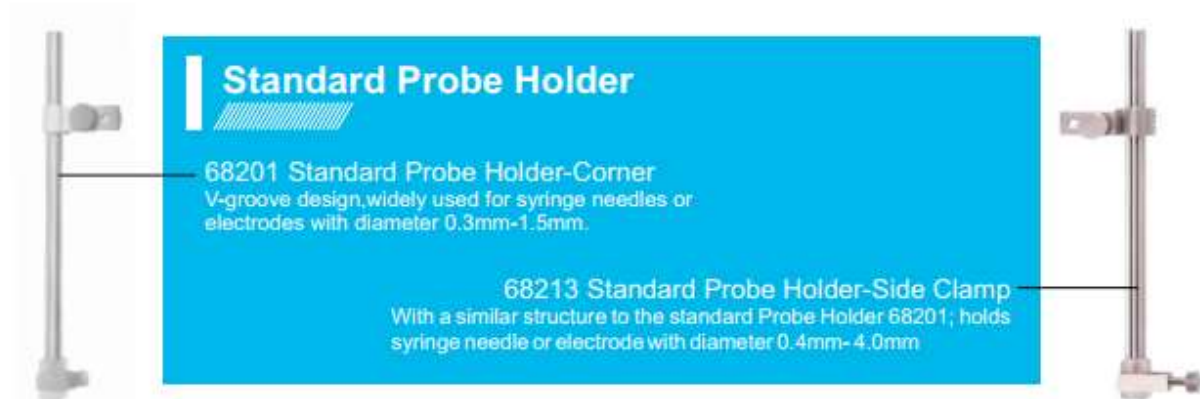 Standard Probe Holder
68201 Standard Probe Holder-Corner
V-groove design,widely used for syringe needles or
electrodes with diameter 0.3mm-1.5mm.
68213 Standard Probe Holder-Side Clamp
With a similar structure to the standard Probe Holder 68201; holds
syringe needle or electrode with diameter 0.4mm- 4.0mm